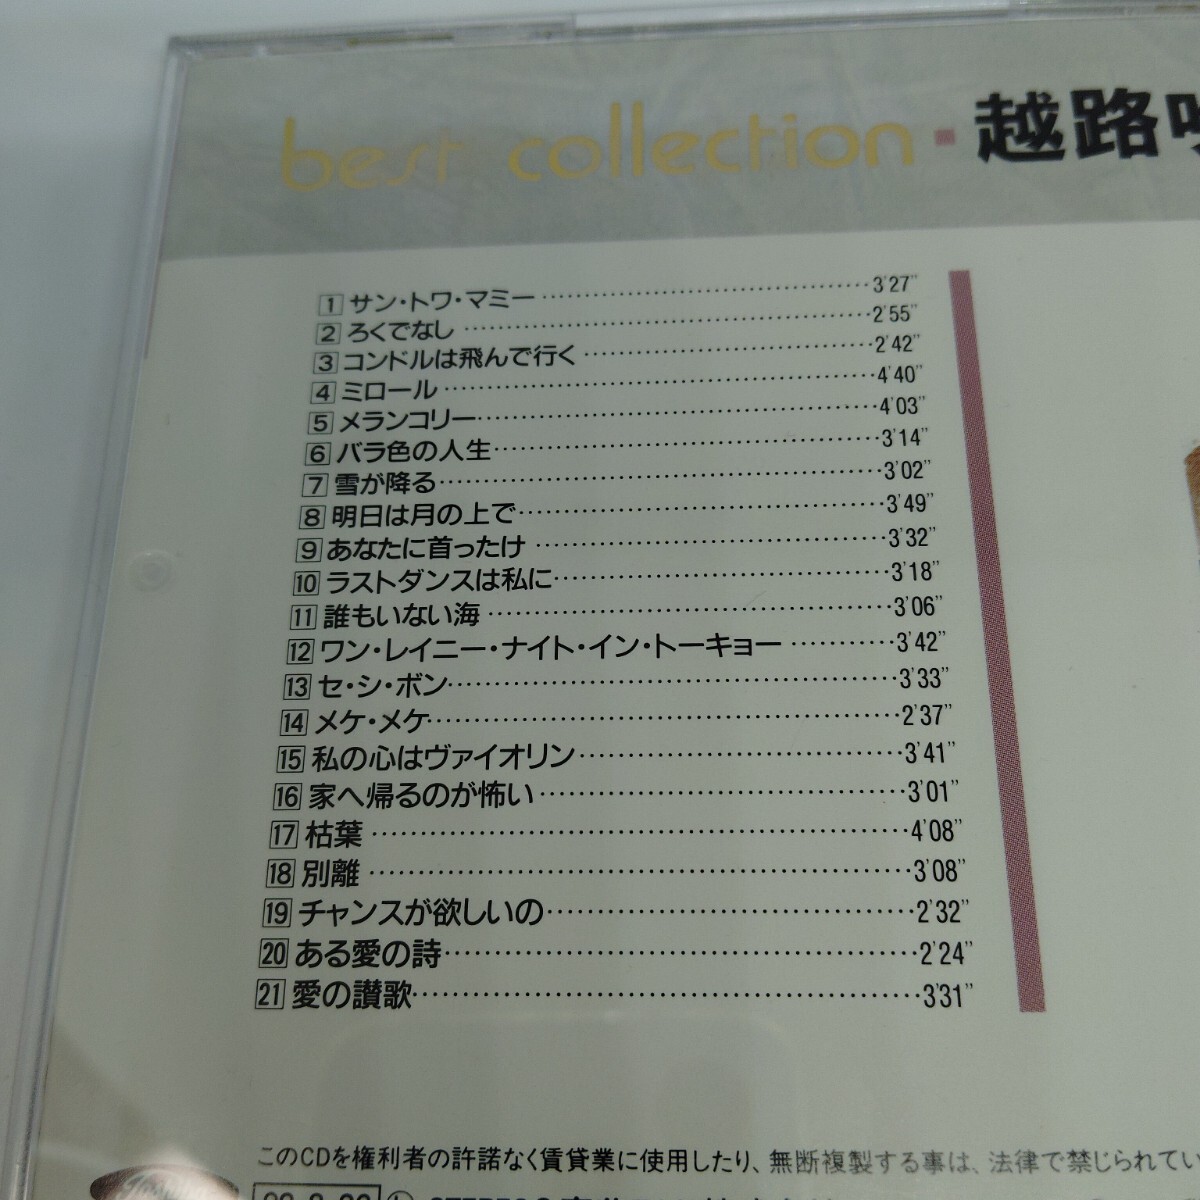 best collection・越路
1 サン・トワ・マミー 3'27"
2 ろくでなし 2'55"
3 コンドルは飛んで行く 2'42"
4 ミロール 4'40"
5 メランコリー 4'03"
6 バラ色の人生 3'14"
7 雪が降る 3'02"
8 明日は月の上で 3'49"
9 あなたに首ったけ 3'32"
10 ラストダンスは私に 3'18"
11 誰もいない海 3'06"
12 ワン・レイニー・ナイト・イン・トーキョー 3'42"
13 セ・シ・ボン 3'33"
14 メケ・メケ 2'37"
15 私の心はヴァイオリン 3'41"
16 家へ帰るのが怖い 3'01"
17 枯葉 4'08"
18 別離 3'08"
19 チャンスが欲しいの 2'32"
20 ある愛の詩 2'24"
21 愛の讃歌 3'31"
このCDを権利者の許諾なく賃貸業に使用したり、無断複製する事は、法律で禁じられてい